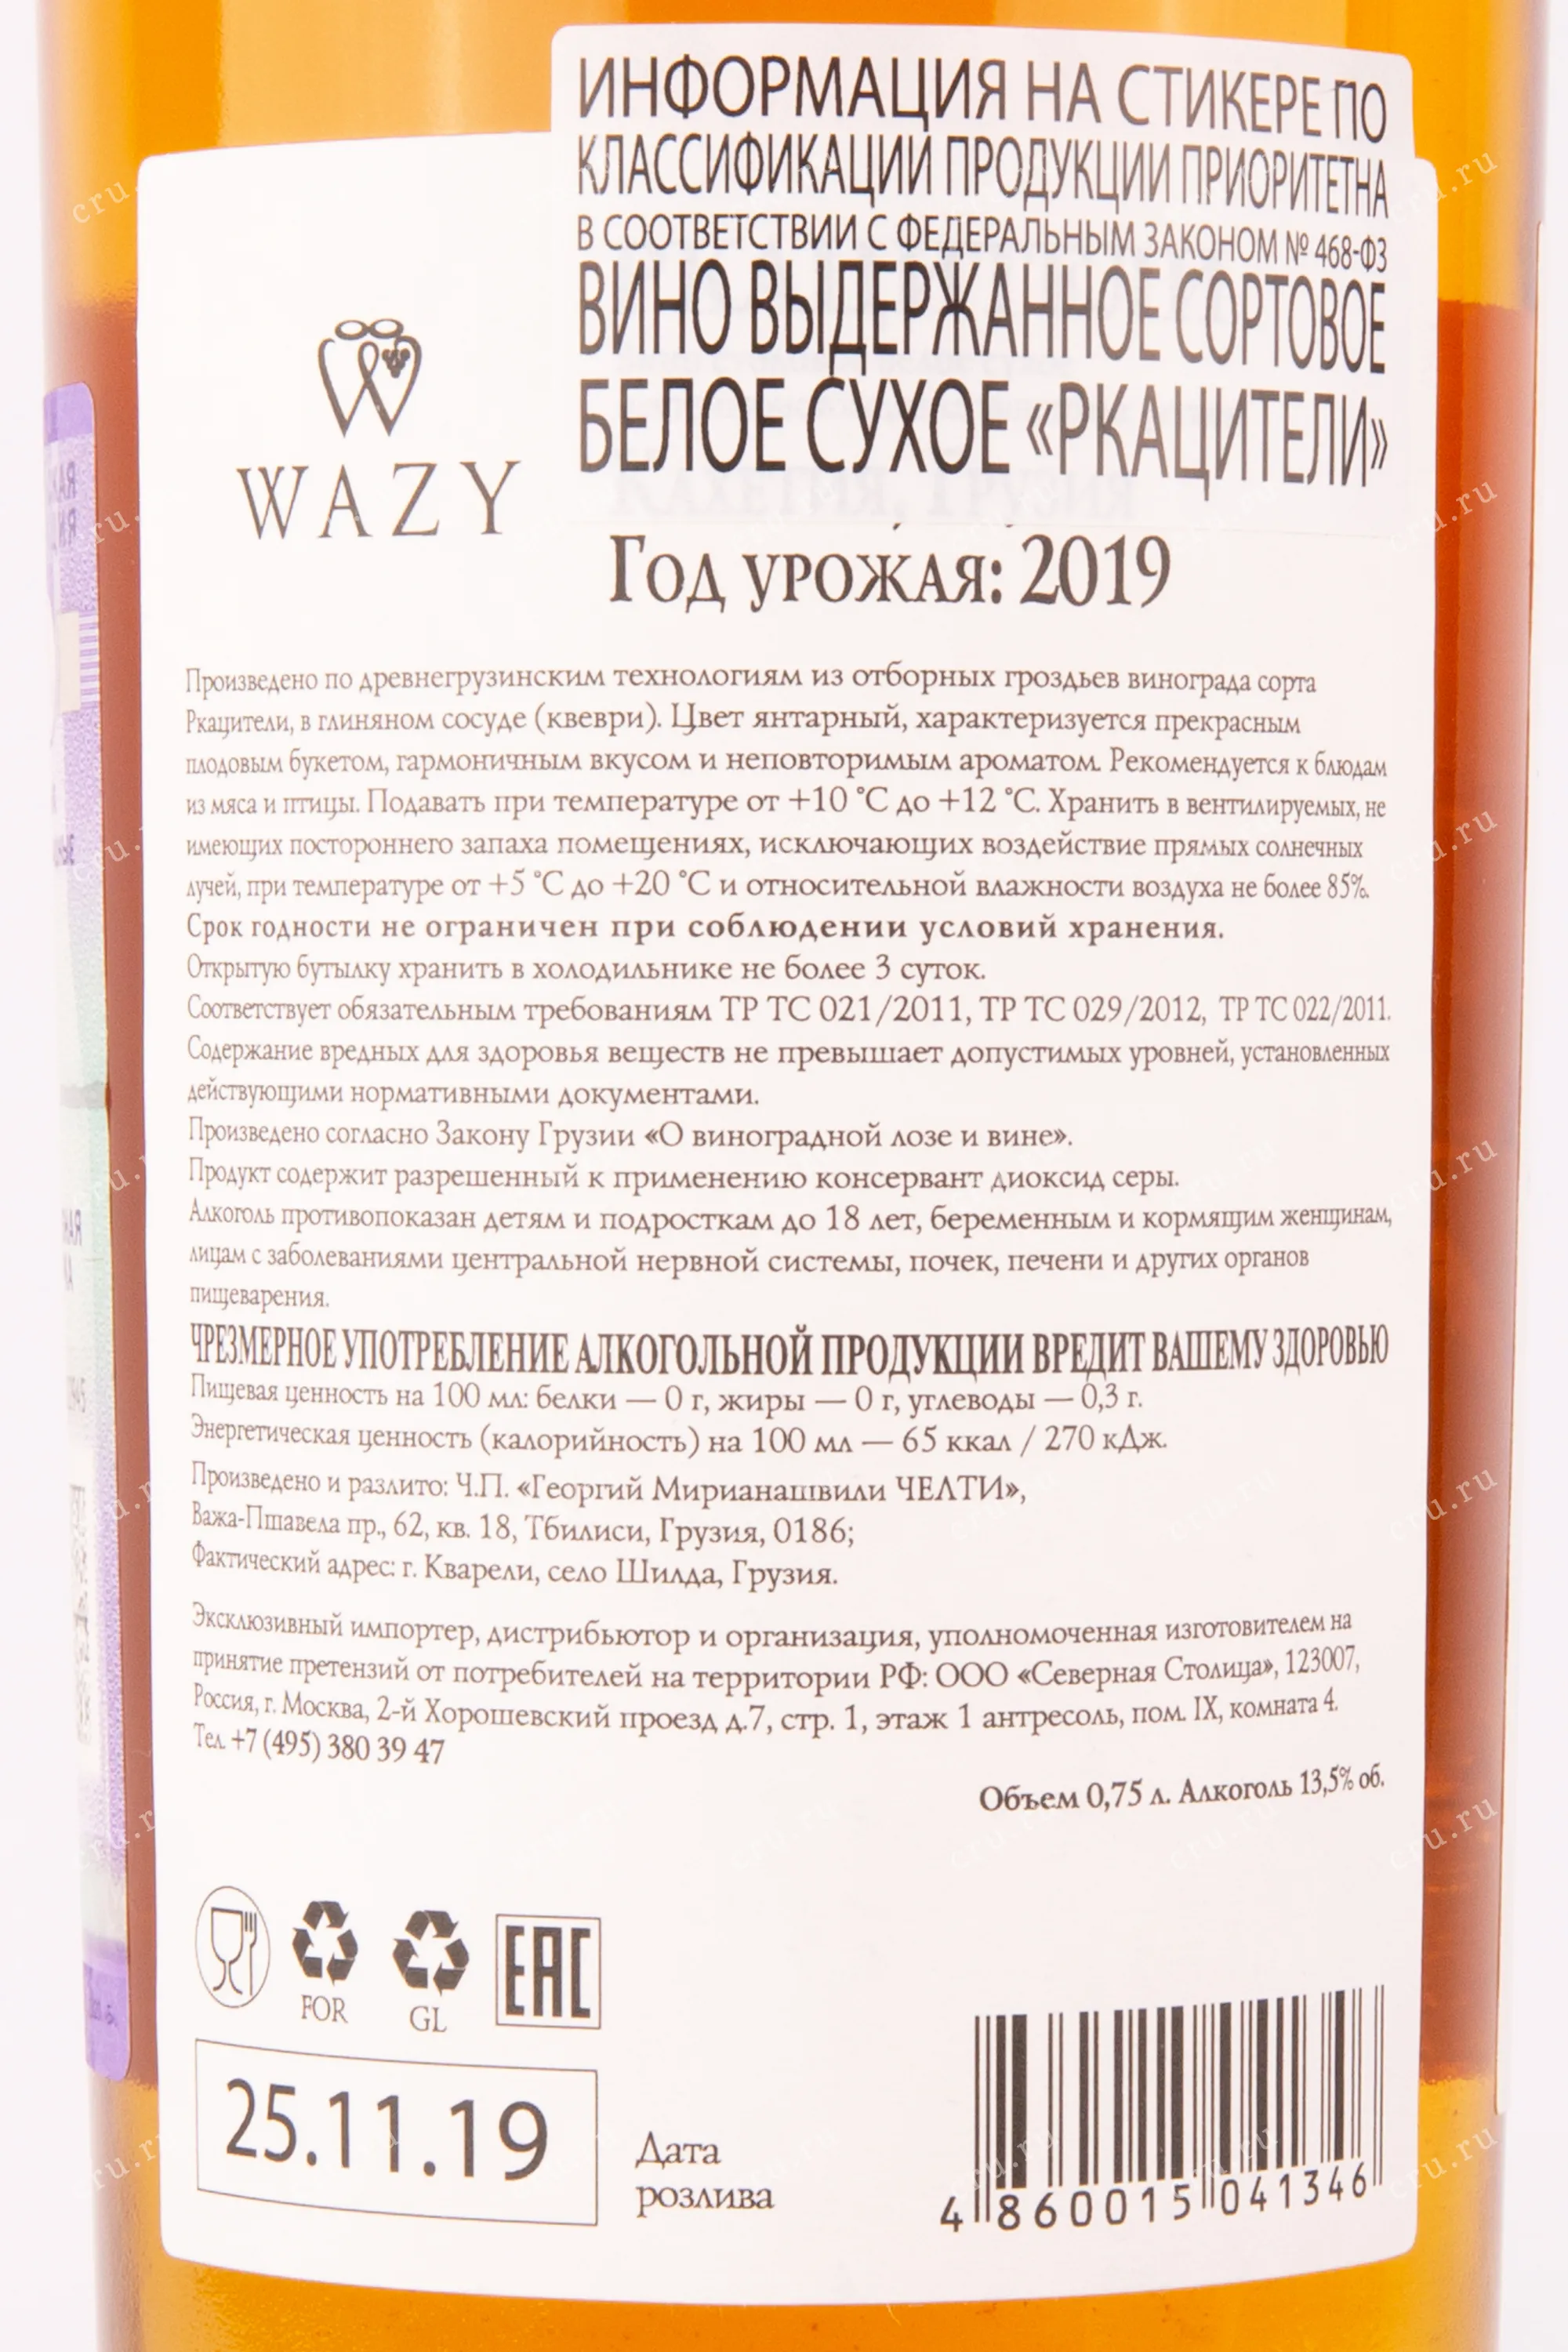 ИНФОРМАЦИЯ НА СТИКЕРЕ ПО
КЛАССИФИКАЦИИ ПРОДУКЦИИ ПРИОРИТЕТНА
В СООТВЕТСТВИИ С ФЕДЕРАЛЬНЫМ ЗАКОНОМ № 468-ФЗ
ВИНО ВЫДЕРЖАННОЕ СОРТОВОЕ
БЕЛОЕ СУХОЕ «РКАЦИТЕЛИ»
WAZY
Год урожая: 2019
Произведено по древнегрузинским технологиям из отборных гроздьев винограда сорта
Ркацители, в глиняном сосуде (квеври). Цвет янтарный, характеризуется прекрасным
плодовым букетом, гармоничным вкусом и неповторимым ароматом. Рекомендуется к блюдам
из мяса и птицы. Подавать при температуре от +10 °C до +12 °C. Хранить в вентилируемых, не
имеющих постороннего запаха помещениях, исключающих воздействие прямых солнечных
лучей, при температуре от +5 °C до +20 °C и относительной влажности воздуха не более 85%.
Срок годности не ограничен при соблюдении условий хранения.
Открытую бутылку хранить в холодильнике не более 3 суток.
Соответствует обязательным требованиям ТР ТС 021/2011, ТР ТС 029/2012, ТР ТС 022/2011.
Содержание вредных для здоровья веществ не превышает допустимых уровней, установленных
действующими нормативными документами.
Произведено согласно Закону Грузии «О виноградной лозе и вине».
Продукт содержит разрешенный к применению консервант диоксид серы.
Алкоголь противопоказан детям и подросткам до 18 лет, беременным и кормящим женщинам,
лицам с заболеваниями центральной нервной системы, почек, печени и других органов
пищеварения.
ЧРЕЗМЕРНОЕ УПОТРЕБЛЕНИЕ АЛКОГОЛЬНОЙ ПРОДУКЦИИ ВРЕДИТ ВАШЕМУ ЗДОРОВЬЮ
Пищевая ценность на 100 мл: белки — 0 г, жиры — 0 г, углеводы — 0,3 г.
Энергетическая ценность (калорийность) на 100 мл — 65 ккал / 270 кДж.
Произведено и разлито: Ч.П. «Георгий Мирианашвили ЧЕЛТИ»,
Важа-Пшавела пр., 62, кв. 18, Тбилиси, Грузия, 0186;
Фактический адрес: г. Кварели, село Шилда, Грузия.
Эксклюзивный импортер, дистрибьютор и организация, уполномоченная изготовителем на
принятие претензий от потребителей на территории РФ: ООО «Северная Столица», 123007,
Россия, г. Москва, 2-й Хорошевский проезд д.7, стр. 1, этаж 1 антресоль, пом. IX, комната 4.
Тел. +7 (495) 380 39 47
Объем 0,75 л. Алкоголь 13,5% об.
FOR
GL
EAC
25.11.19
Дата
розлива
4 860015 041346
cru.ru